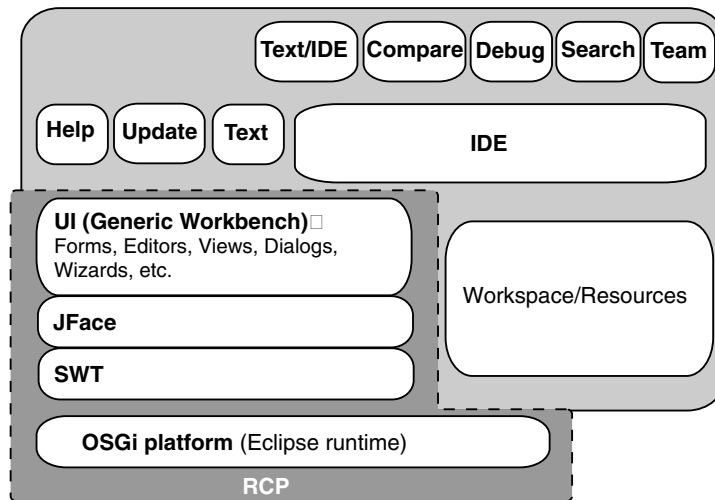 Text/IDE Compare Debug Search Team
Help Update Text IDE
UI (Generic Workbench)□
Forms, Editors, Views, Dialogs,
Wizards, etc.
Workspace/Resources
JFace
SWT
OSGi platform (Eclipse runtime)
RCP